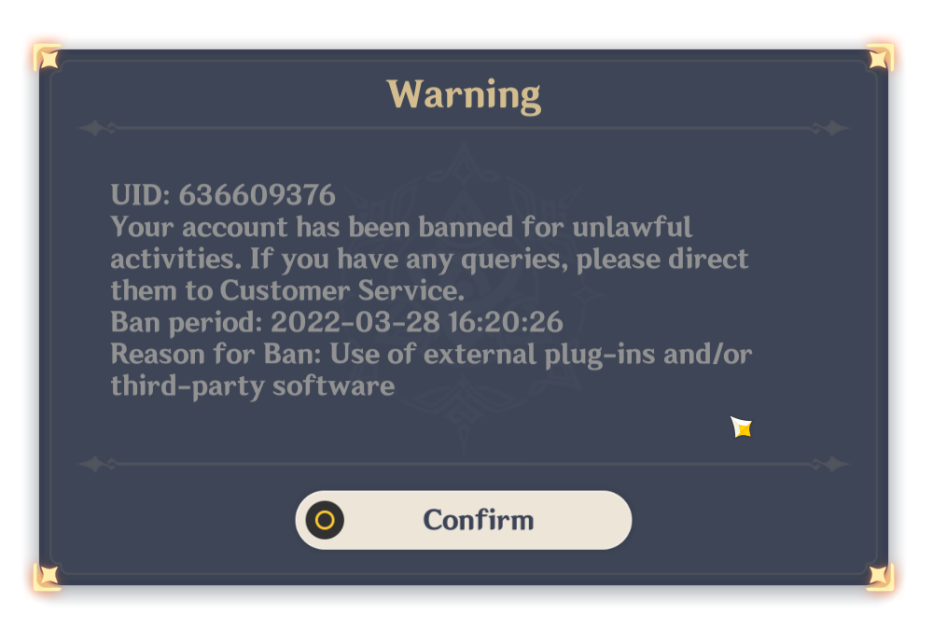 Warning
UID: 636609376
Your account has been banned for unlawful
activities. If you have any queries, please direct
them to Customer Service.
Ban period: 2022-03-28 16:20:26
Reason for Ban: Use of external plug-ins and/or
third-party software
Confirm